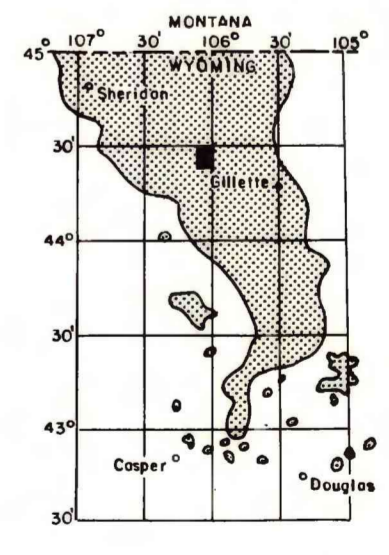 MONTANA
45° 107° 30' 106° 30' 105°
WYOMING
Sheridon
30'
Gillette
44°
30'
43°
Casper
Douglas
30'